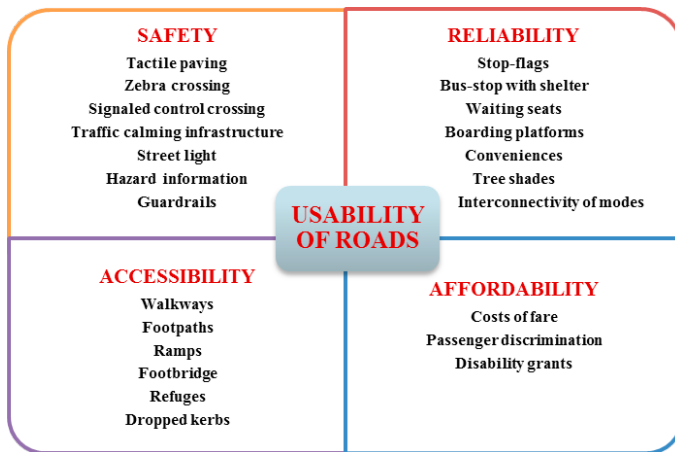 SAFETY
Tactile paving
Zebra crossing
Signaled control crossing
Traffic calming infrastructure
Street light
Hazard information
Guardrails
RELIABILITY
Stop-flags
Bus-stop with shelter
Waiting seats
Boarding platforms
Conveniences
Tree shades
Interconnectivity of modes
USABILITY
OF ROADS
ACCESSIBILITY
Walkways
Footpaths
Ramps
Footbridge
Refuges
Dropped kerbs
AFFORDABILITY
Costs of fare
Passenger discrimination
Disability grants